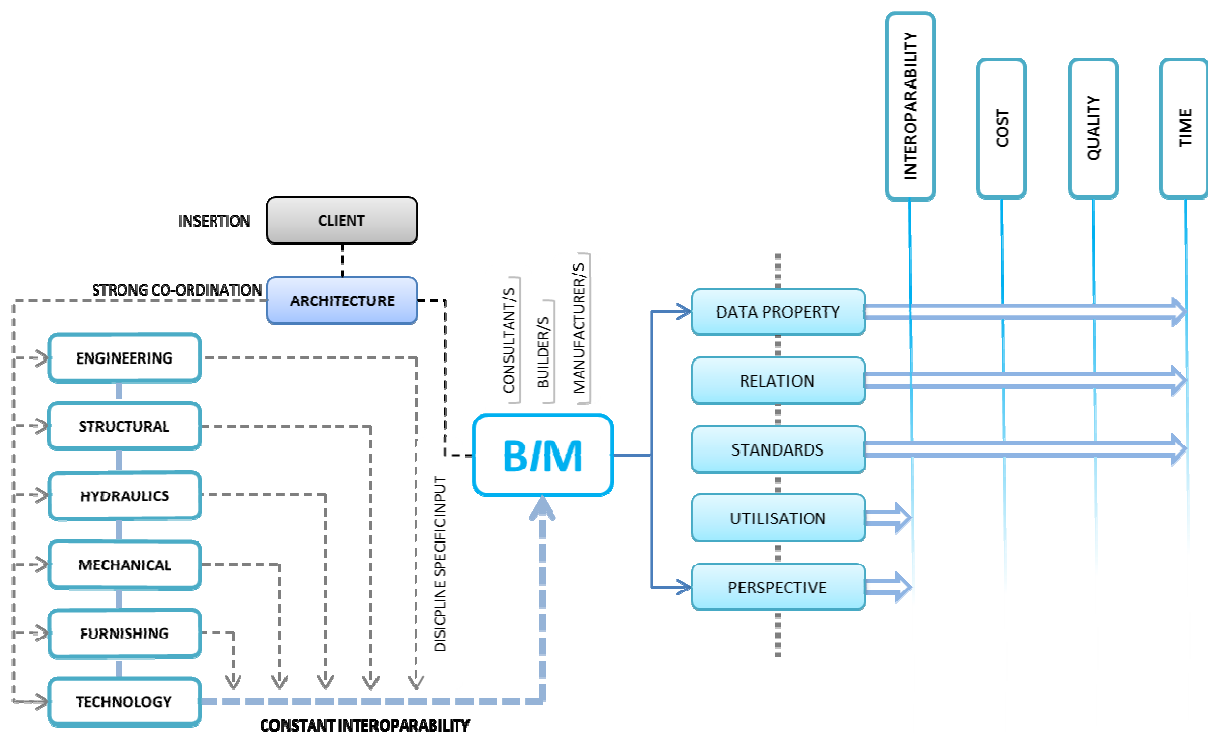 INTEROPARABILITY
COST
QUALITY
TIME
INSERTION
CLIENT
STRONG CO-ORDINATION
ARCHITECTURE
CONSULTANT/S
BUILDER/S
MANUFACTURER/S
ENGINEERING
STRUCTURAL
HYDRAULICS
MECHANICAL
FURNISHING
TECHNOLOGY
DISICPLINE SPECIFIC INPUT
B/M
CONSTANT INTEROPARABILITY
DATA PROPERTY
RELATION
STANDARDS
UTILISATION
PERSPECTIVE